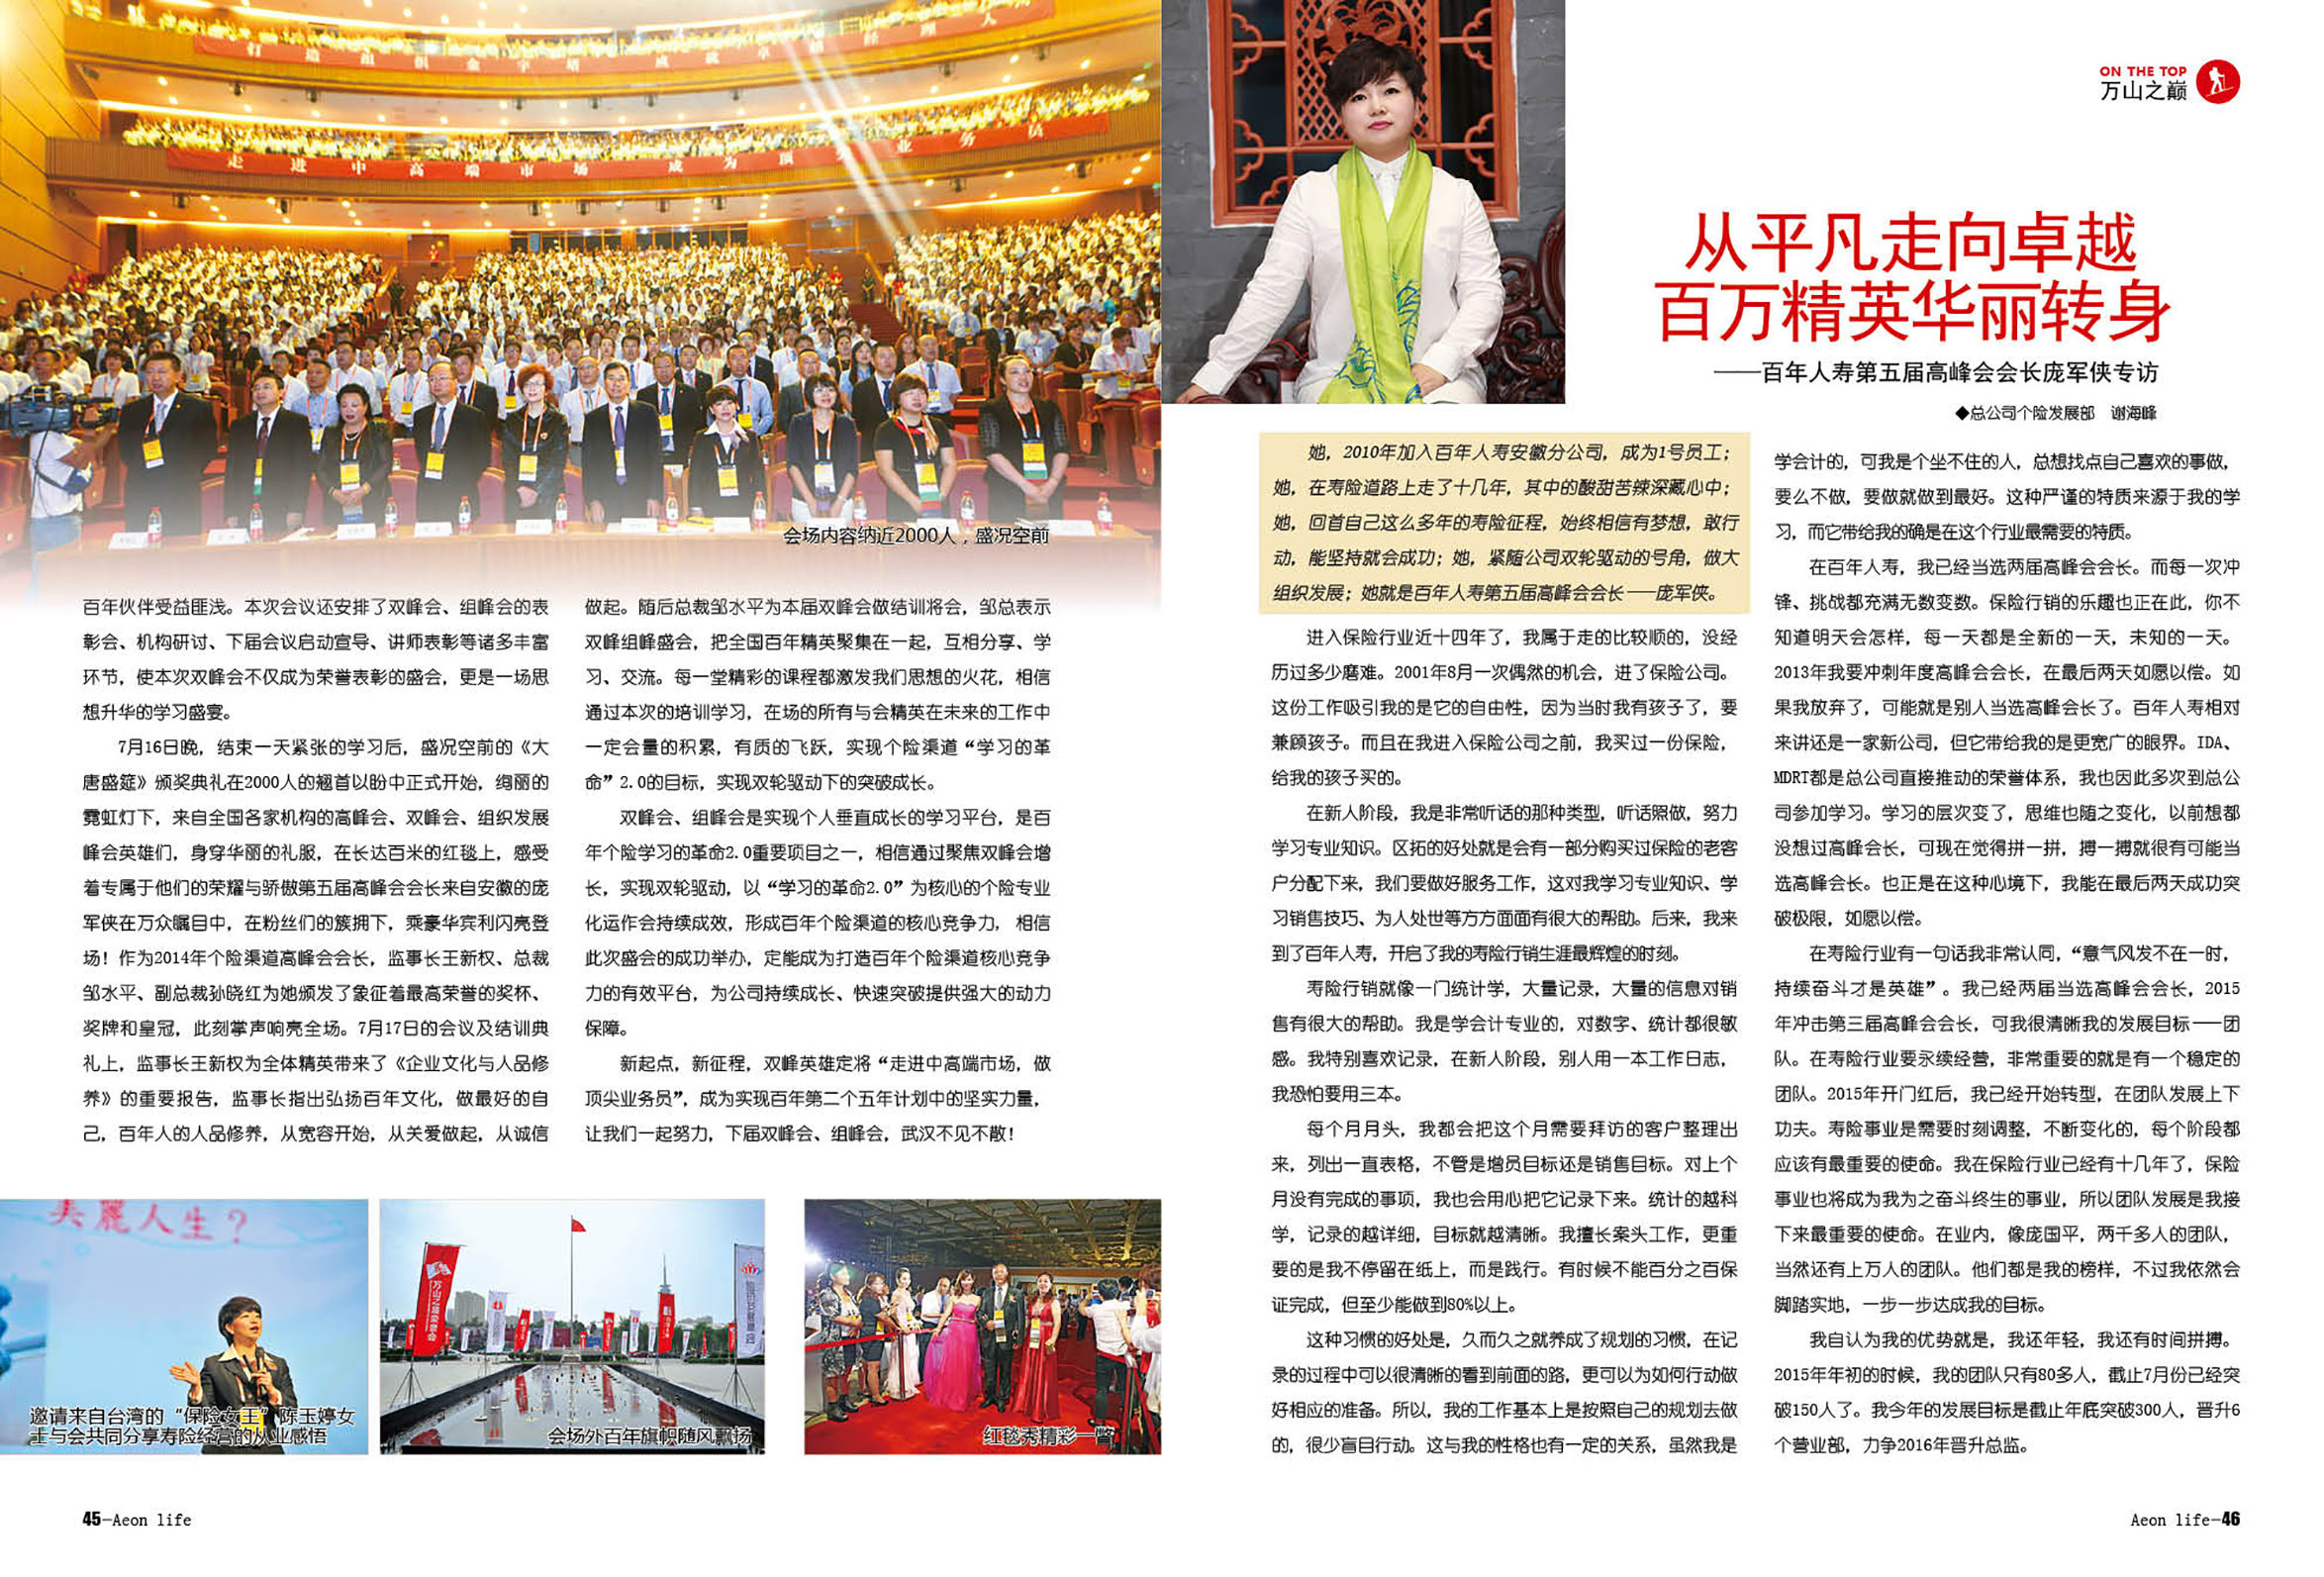 打造组织金字塔 成就卓越经理人
走进中高端市场 成为顶尖业务员
会场内容纳近2000人，盛况空前
百年伙伴受益匪浅。本次会议还安排了双峰会、组峰会的表
彰会、机构研讨、下届会议启动宣导、讲师表彰等诸多丰富
环节，使本次双峰会不仅成为荣誉表彰的盛会，更是一场思
想升华的学习盛宴。
7月16日晚，结束一天紧张的学习后，盛况空前的《大
唐盛筵》颁奖典礼在2000人的翘首以盼中正式开始，绚丽的
霓虹灯下，来自全国各家机构的高峰会、双峰会、组织发展
峰会英雄们，身穿华丽的礼服，在长达百米的红毯上，感受
着专属于他们的荣耀与骄傲第五届高峰会会长来自安徽的庞
军侠在万众瞩目中，在粉丝们的簇拥下，乘豪华宾利闪亮登
场！作为2014年个险渠道高峰会会长，监事长王新权、总裁
邹水平、副总裁孙晓红为她颁发了象征着最高荣誉的奖杯、
奖牌和皇冠，此刻掌声响亮全场。7月17日的会议及结训典
礼上，监事长王新权为全体精英带来了《企业文化与人品修
养》的重要报告，监事长指出弘扬百年文化，做最好的自
己，百年人的人品修养，从宽容开始，从关爱做起，从诚信
做起。随后总裁邹水平为本届双峰会做结训将会，邹总表示
双峰组峰盛会，把全国百年精英聚集在一起，互相分享、学
习、交流。每一堂精彩的课程都激发我们思想的火花，相信
通过本次的培训学习，在场的所有与会精英在未来的工作中
一定会量的积累，有质的飞跃，实现个险渠道“学习的革
命”2.0的目标，实现双轮驱动下的突破成长。
双峰会、组峰会是实现个人垂直成长的学习平台，是百
年个险学习的革命2.0重要项目之一，相信通过聚焦双峰会增
长，实现双轮驱动，以“学习的革命2.0”为核心的个险专业
化运作会持续成效，形成百年个险渠道的核心竞争力， 相信
此次盛会的成功举办，定能成为打造百年个险渠道核心竞争
力的有效平台，为公司持续成长、快速突破提供强大的动力
保障。
新起点，新征程，双峰英雄定将“走进中高端市场，做
顶尖业务员”，成为实现百年第二个五年计划中的坚实力量，
让我们一起努力，下届双峰会、组峰会，武汉不见不散！
美麗人生？
邀请来自台湾的“保险女王”陈玉婷女
士与会共同分享寿险经营的从业感悟
万山之巅荣誉会
会场外百年旗帜随风飘扬
红毯秀精彩一瞥
45-Aeon life
ON THE TOP
万山之巅
从平凡走向卓越
百万精英华丽转身
——百年人寿第五届高峰会会长庞军侠专访
◆总公司个险发展部 谢海峰
她，2010年加入百年人寿安徽分公司，成为1号员工；
她，在寿险道路上走了十几年，其中的酸甜苦辣深藏心中；
她，回首自己这么多年的寿险征程，始终相信有梦想，敢行
动，能坚持就会成功；她，紧随公司双轮驱动的号角，做大
组织发展；她就是百年人寿第五届高峰会会长——庞军侠。
进入保险行业近十四年了，我属于走的比较顺的，没经
历过多少磨难。2001年8月一次偶然的机会，进了保险公司。
这份工作吸引我的是它的自由性，因为当时我有孩子了，要
兼顾孩子。而且在我进入保险公司之前，我买过一份保险，
给我的孩子买的。
在新人阶段，我是非常听话的那种类型，听话照做，努力
学习专业知识。区拓的好处就是会有一部分购买过保险的老客
户分配下来，我们要做好服务工作，这对我学习专业知识、学
习销售技巧、为人处世等方方面面有很大的帮助。后来，我来
到了百年人寿，开启了我的寿险行销生涯最辉煌的时刻。
寿险行销就像一门统计学，大量记录，大量的信息对销
售有很大的帮助。我是学会计专业的，对数字、统计都很敏
感。我特别喜欢记录，在新人阶段，别人用一本工作日志，
我恐怕要用三本。
每个月月头，我都会把这个月需要拜访的客户整理出
来，列出一直表格，不管是增员目标还是销售目标。对上个
月没有完成的事项，我也会用心把它记录下来。统计的越科
学，记录的越详细，目标就越清晰。我擅长案头工作，更重
要的是我不停留在纸上，而是践行。有时候不能百分之百保
证完成，但至少能做到80%以上。
这种习惯的好处是，久而久之就养成了规划的习惯，在记
录的过程中可以很清晰的看到前面的路，更可以为如何行动做
好相应的准备。所以，我的工作基本上是按照自己的规划去做
的，很少盲目行动。这与我的性格也有一定的关系，虽然我是
学会计的，可我是个坐不住的人，总想找点自己喜欢的事做，
要么不做，要做就做到最好。这种严谨的特质来源于我的学
习，而它带给我的确是在这个行业最需要的特质。
在百年人寿，我已经当选两届高峰会会长。而每一次冲
锋、挑战都充满无数变数。保险行销的乐趣也正在此，你不
知道明天会怎样，每一天都是全新的一天，未知的一天。
2013年我要冲刺年度高峰会会长，在最后两天如愿以偿。如
果我放弃了，可能就是别人当选高峰会长了。百年人寿相对
来讲还是一家新公司，但它带给我的是更宽广的眼界。IDA、
MDRT都是总公司直接推动的荣誉体系，我也因此多次到总公
司参加学习。学习的层次变了，思维也随之变化，以前想都
没想过高峰会长，可现在觉得拼一拼，搏一搏就很有可能当
选高峰会长。也正是在这种心境下，我能在最后两天成功突
破极限，如愿以偿。
在寿险行业有一句话我非常认同，“意气风发不在一时，
持续奋斗才是英雄”。我已经两届当选高峰会会长，2015
年冲击第三届高峰会会长，可我很清晰我的发展目标——团
队。在寿险行业要永续经营，非常重要的就是有一个稳定的
团队。2015年开门红后，我已经开始转型，在团队发展上下
功夫。寿险事业是需要时刻调整，不断变化的，每个阶段都
应该有最重要的使命。我在保险行业已经有十几年了，保险
事业也将成为我为之奋斗终生的事业，所以团队发展是我接
下来最重要的使命。在业内，像庞国平，两千多人的团队，
当然还有上万人的团队。他们都是我的榜样，不过我依然会
脚踏实地，一步一步达成我的目标。
我自认为我的优势就是，我还年轻，我还有时间拼搏。
2015年年初的时候，我的团队只有80多人，截止7月份已经突
破150人了。我今年的发展目标是截止年底突破300人，晋升6
个营业部，力争2016年晋升总监。
Aeon life-46